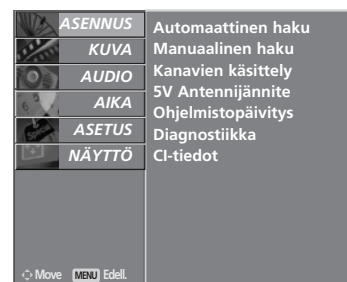 ASENNUS
KUVA
AUDIO
AIKA
ASETUS
NÄYTTÖ
Automaattinen haku
Manuaalinen haku
Kanavien käsittely
5V Antennijännite
Ohjelmistopäivitys
Diagnostiikka
CI-tiedot
Move MENU Edell.